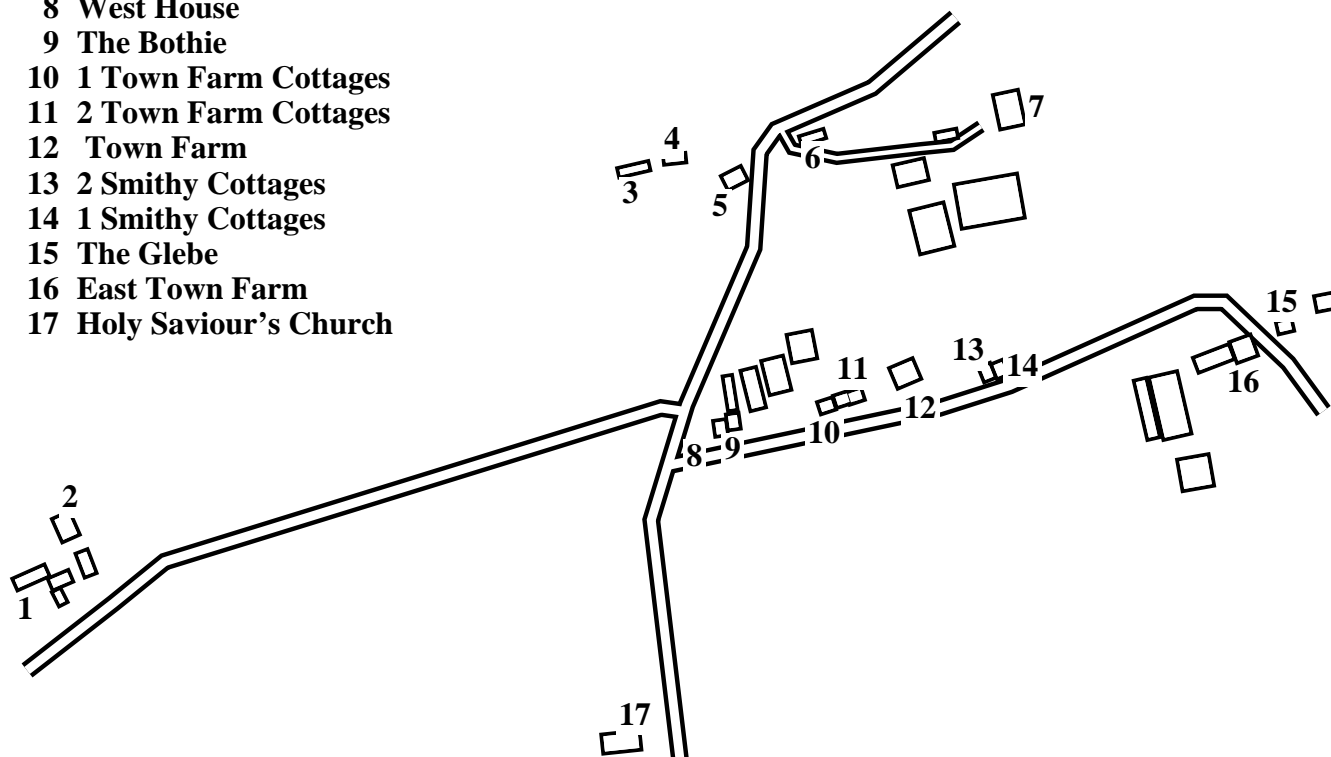 8 West House
9 The Bothie
10 1 Town Farm Cottages
11 2 Town Farm Cottages
12 Town Farm
13 2 Smithy Cottages
14 1 Smithy Cottages
15 The Glebe
16 East Town Farm
17 Holy Saviour's Church
7
4
6
3
5
15
13
14
11
16
12
10
9
8
2
1
17